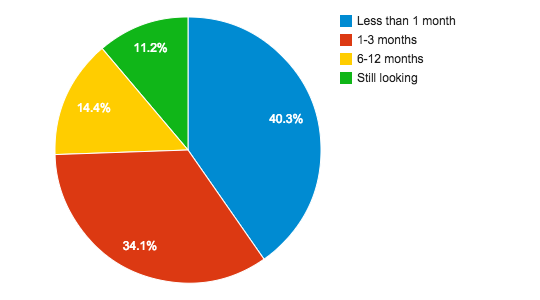 Less than 1 month
1-3 months
6-12 months
Still looking
11.2%
14.4%
40.3%
34.1%